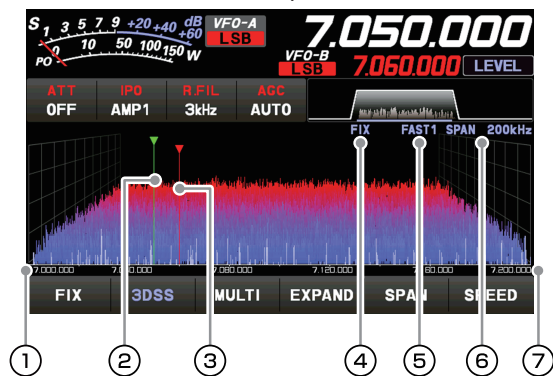 S 1 3 5 7 9 +20 +40 +60 dB
PO 0 10 50 100 150 W
VFO-A
LSB
7.050.000
VFO-B
LSB
7.060.000
LEVEL
ATT
OFF
IPO
AMP1
R.FIL
3kHz
AGC
AUTO
FIX FAST1 SPAN 200kHz
7.000.000 7.080.000 7.120.000 7.200.000
FIX 3DSS MULTI EXPAND SPAN SPEED
1 2 3 4 5 6 7